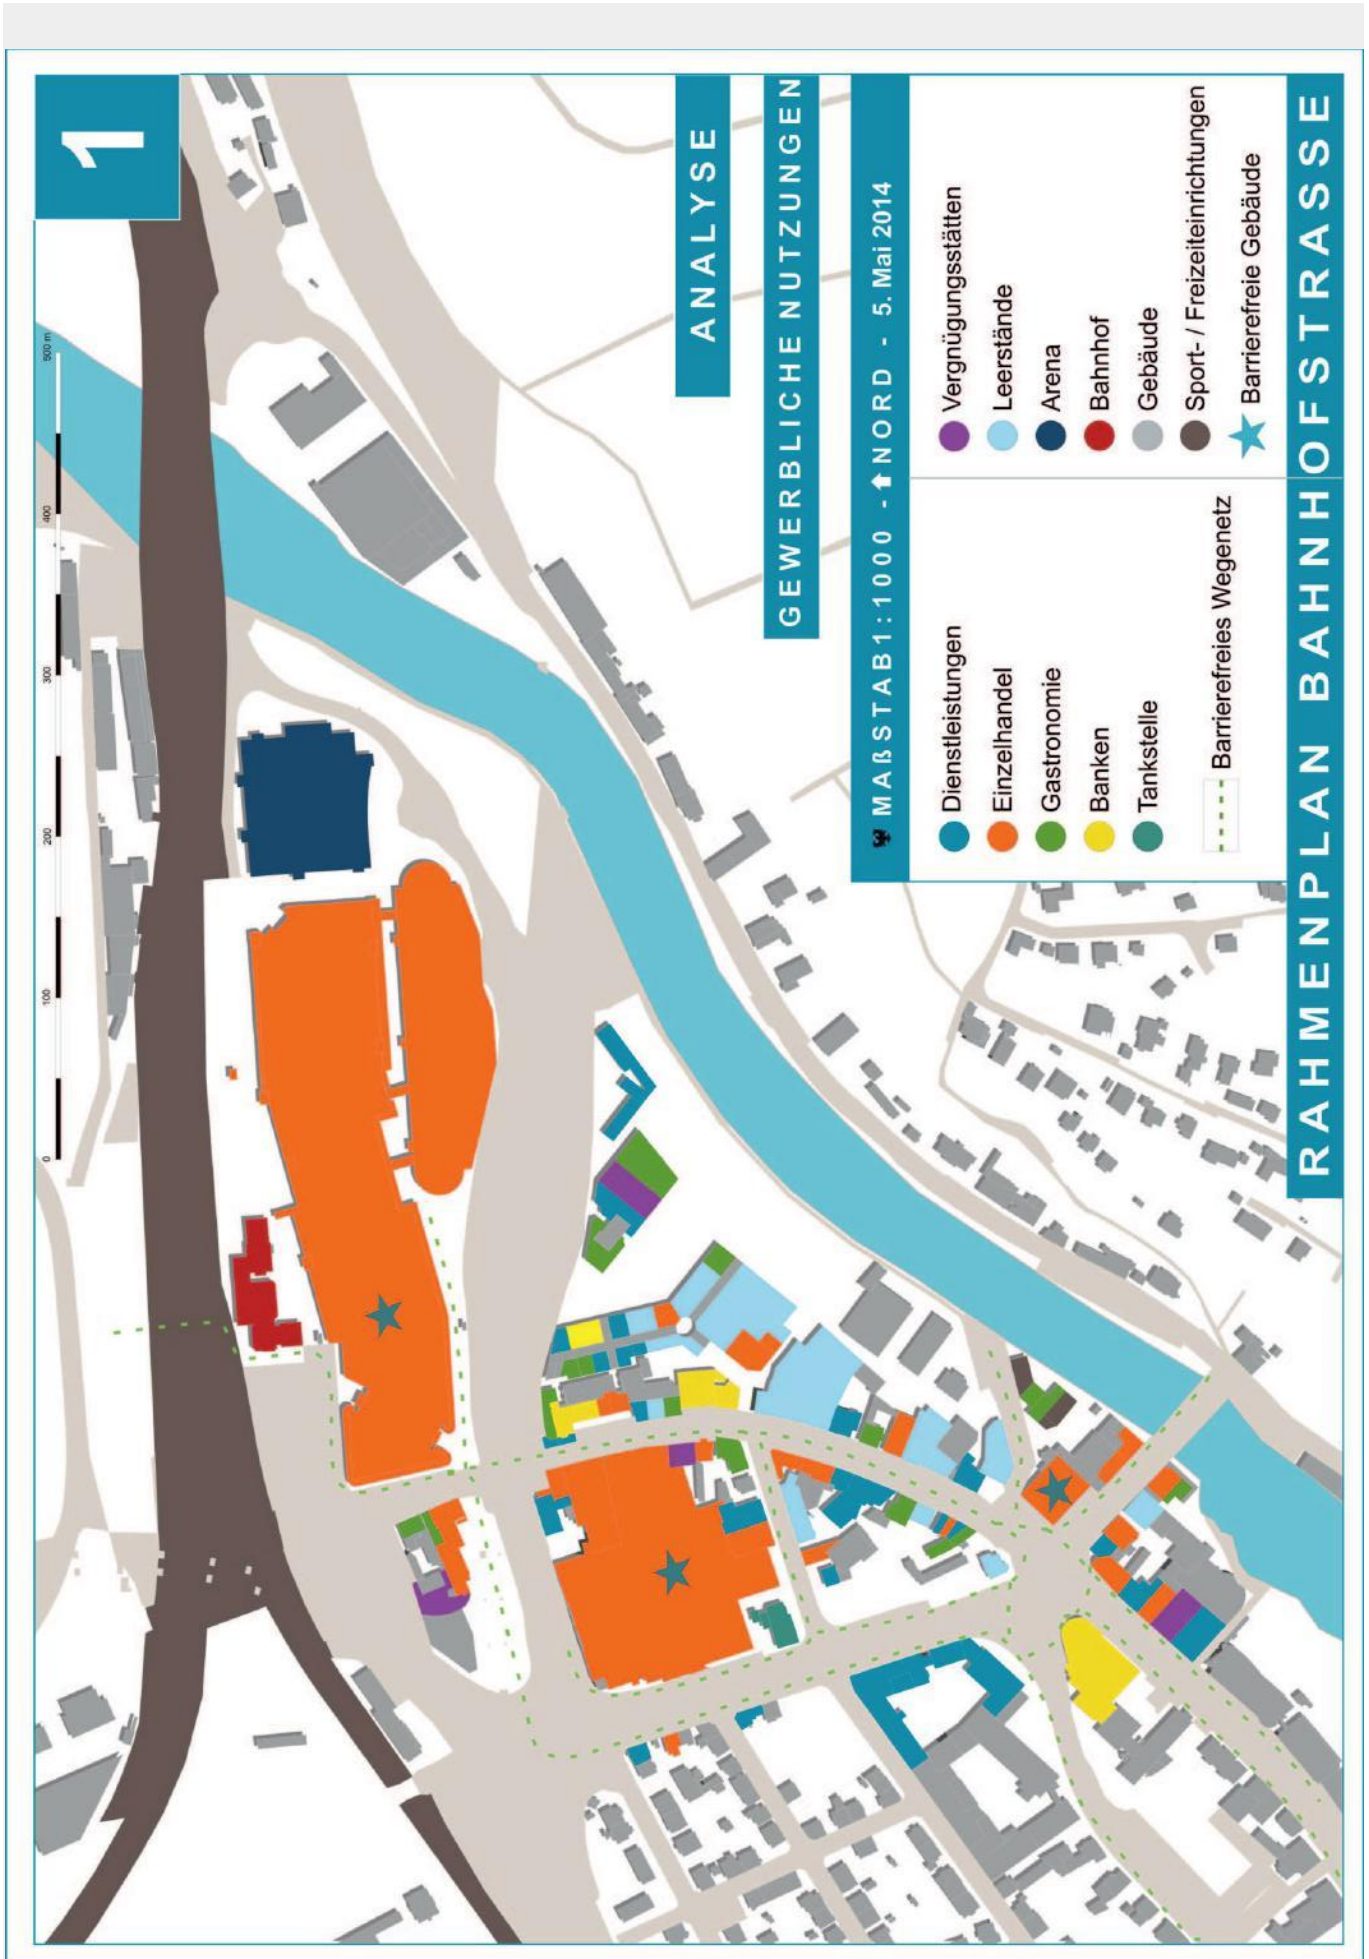 1
0 100 200 300 400 500 m
ANALYSE
GEWERBLICHE NUTZUNGEN
MAßSTAB 1:1000 - NORD - 5. Mai 2014
Dienstleistungen
Einzelhandel
Gastronomie
Banken
Tankstelle
Barrierefreies Wegenetz
Vergnügungsstätten
Leerstände
Arena
Bahnhof
Gebäude
Sport- / Freizeiteinrichtungen
Barrierefreie Gebäude
RAHMENPLAN BAHNHOFSTRASSE